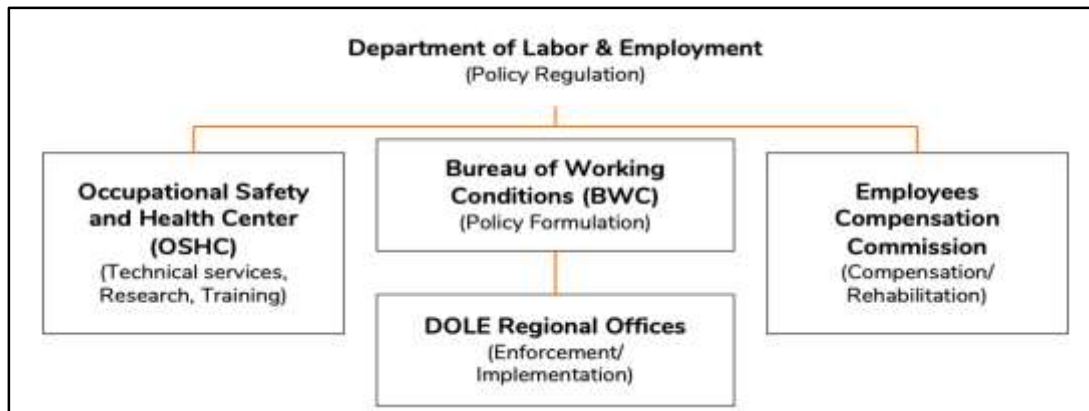 Department of Labor & Employment
(Policy Regulation)
Occupational Safety
and Health Center
(OSHC)
(Technical services,
Research, Training)
Bureau of Working
Conditions (BWC)
(Policy Formulation)
Employees
Compensation
Commission
(Compensation/
Rehabilitation)
DOLE Regional Offices
(Enforcement/
Implementation)